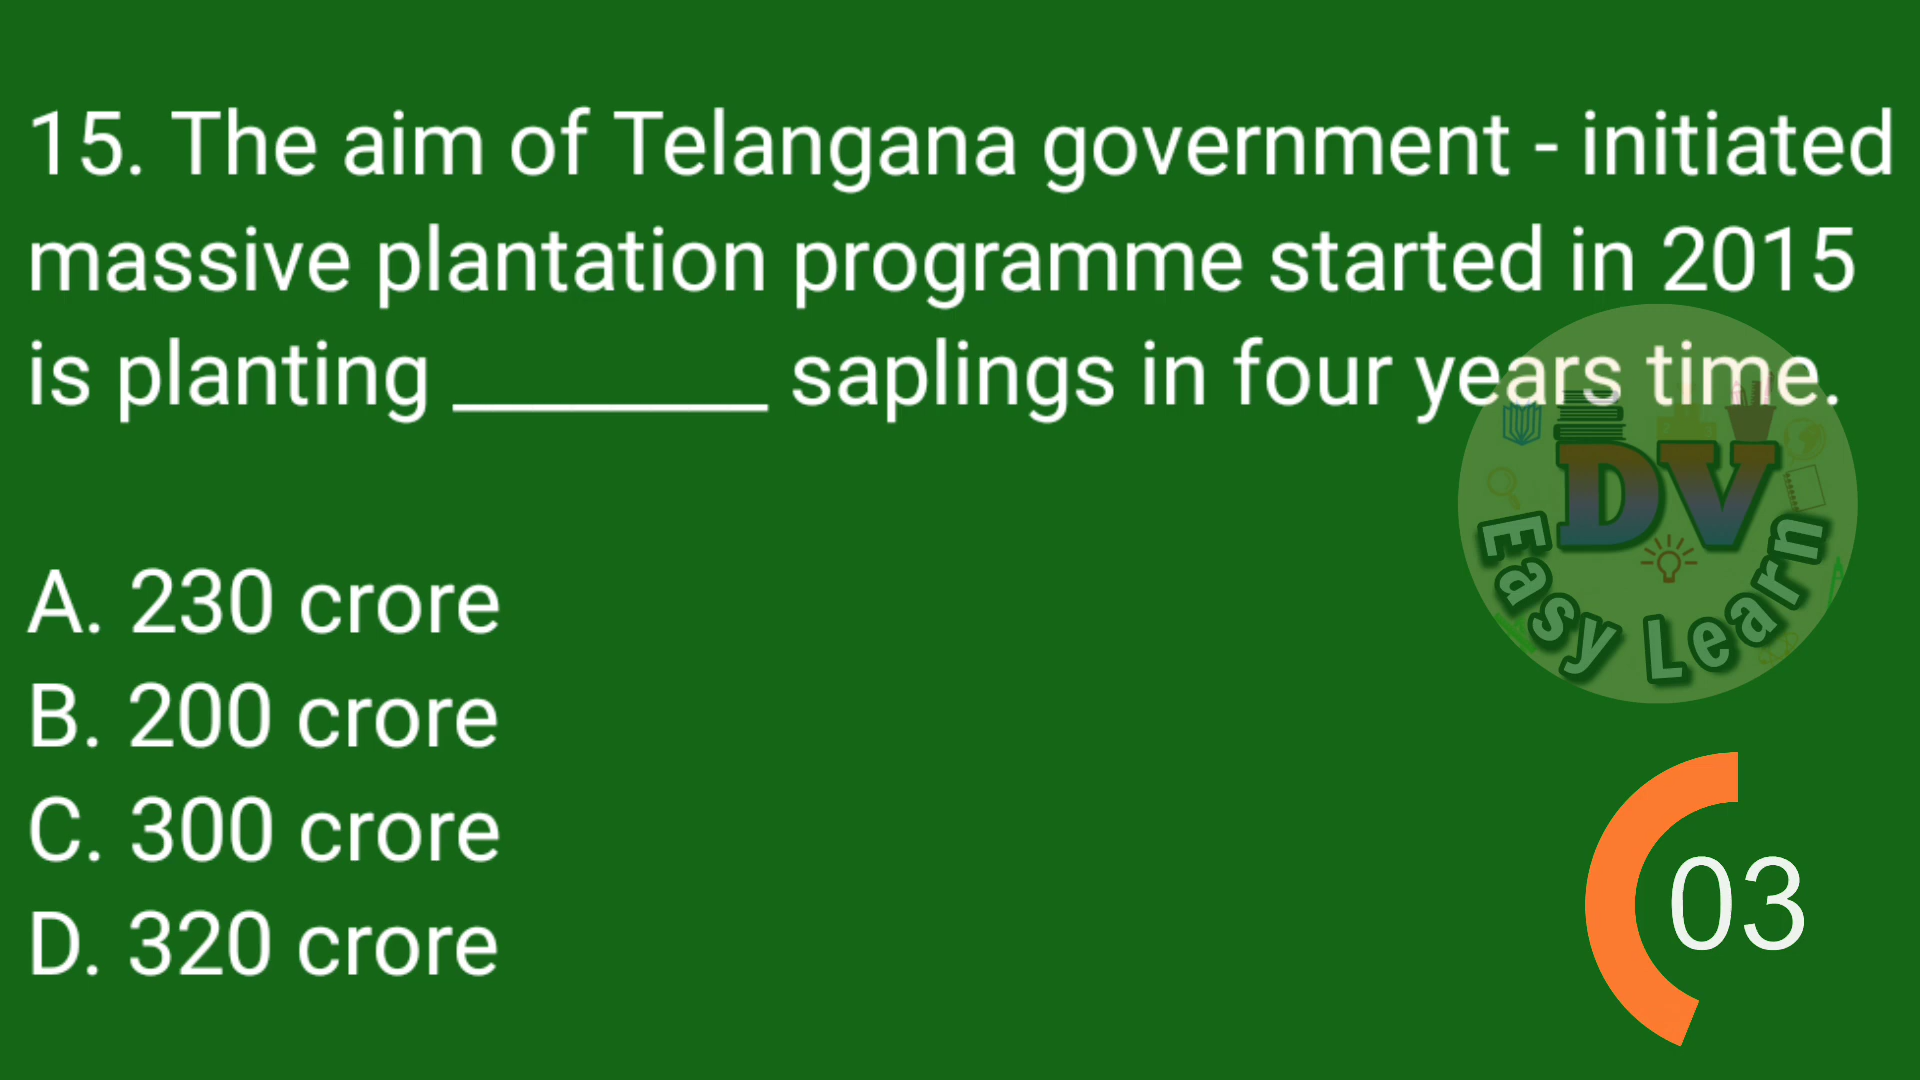 15. The aim of Telangana government - initiated
massive plantation programme started in 2015
is planting ________ saplings in four years time.
A. 230 crore
B. 200 crore
C. 300 crore
D. 320 crore
DV
Easy Learn
03